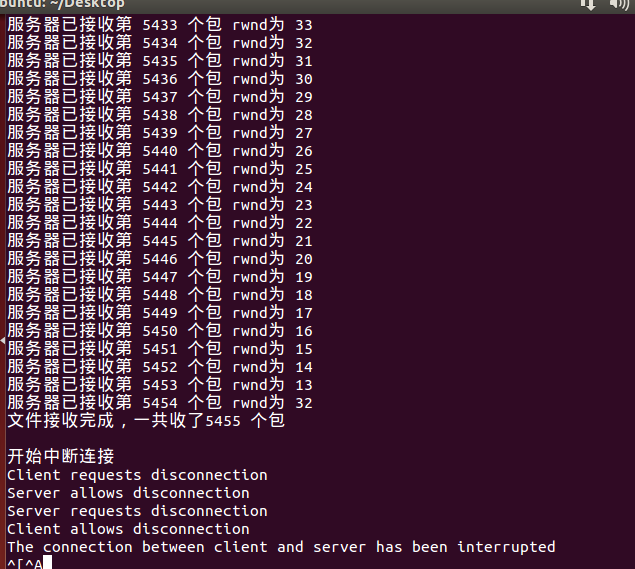 buntu: ~/Desktop
服务器已接收第 5433 个包 rwnd为 33
服务器已接收第 5434 个包 rwnd为 32
服务器已接收第 5435 个包 rwnd为 31
服务器已接收第 5436 个包 rwnd为 30
服务器已接收第 5437 个包 rwnd为 29
服务器已接收第 5438 个包 rwnd为 28
服务器已接收第 5439 个包 rwnd为 27
服务器已接收第 5440 个包 rwnd为 26
服务器已接收第 5441 个包 rwnd为 25
服务器已接收第 5442 个包 rwnd为 24
服务器已接收第 5443 个包 rwnd为 23
服务器已接收第 5444 个包 rwnd为 22
服务器已接收第 5445 个包 rwnd为 21
服务器已接收第 5446 个包 rwnd为 20
服务器已接收第 5447 个包 rwnd为 19
服务器已接收第 5448 个包 rwnd为 18
服务器已接收第 5449 个包 rwnd为 17
服务器已接收第 5450 个包 rwnd为 16
服务器已接收第 5451 个包 rwnd为 15
服务器已接收第 5452 个包 rwnd为 14
服务器已接收第 5453 个包 rwnd为 13
服务器已接收第 5454 个包 rwnd为 32
文件接收完成，一共收了5455 个包
开始中断连接
Client requests disconnection
Server allows disconnection
Server requests disconnection
Client allows disconnection
The connection between client and server has been interrupted
^[^A